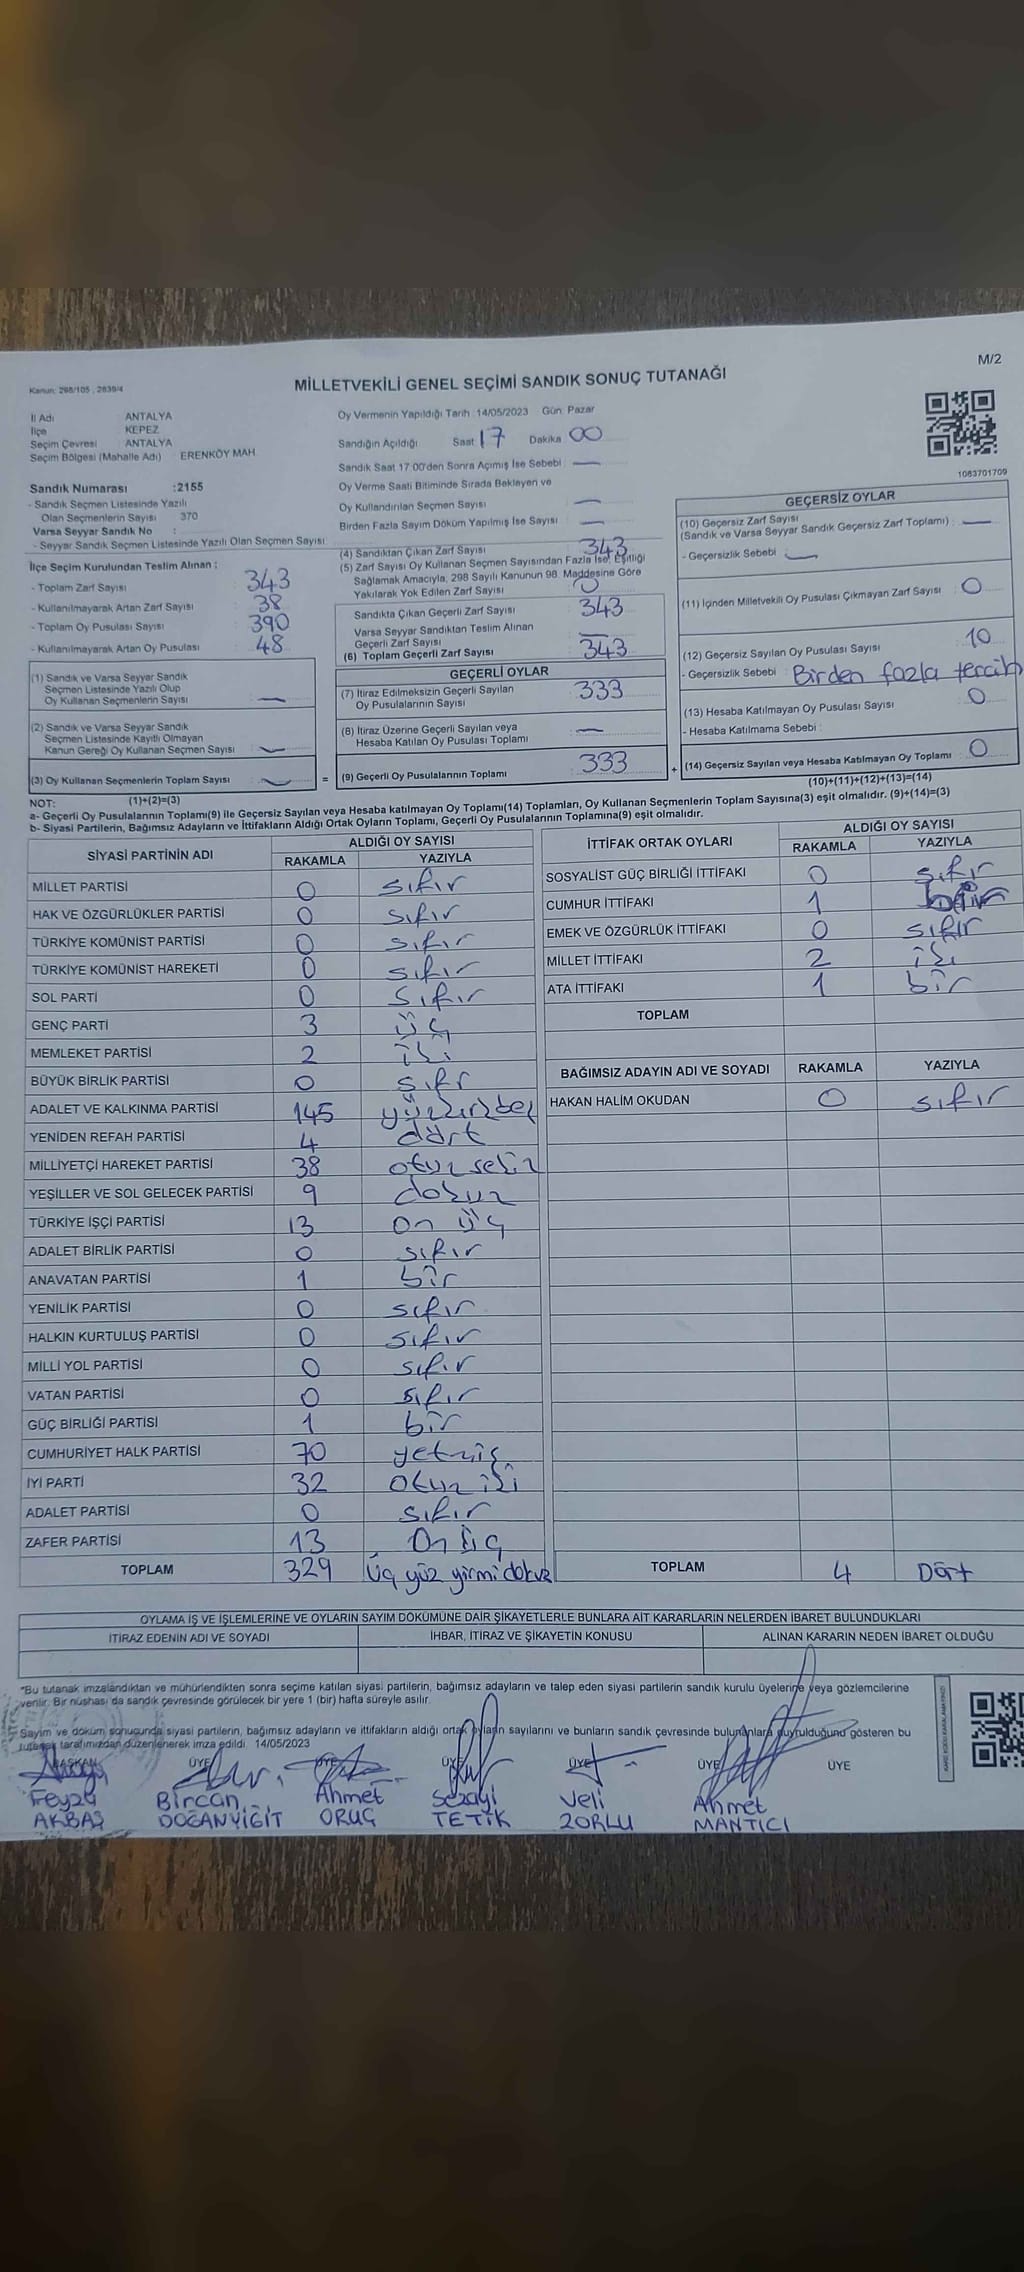 M/2
Kanun: 298/105 , 2839/4
MİLLETVEKİLİ GENEL SEÇİMİ SANDIK SONUÇ TUTANAĞI
İl Adı ANTALYA
İlçe KEPEZ
Seçim Çevresi ANTALYA
Seçim Bölgesi (Mahalle Adı) ERENKÖY MAH.
Sandık Numarası :2155
- Sandık Seçmen Listesinde Yazılı
Olan Seçmenlerin Sayısı 370
Varsa Seyyar Sandık No :
- Seyyar Sandık Seçmen Listesinde Yazılı Olan Seçmen Sayısı
İlçe Seçim Kurulundan Teslim Alınan :
- Toplam Zarf Sayısı 343
- Kullanılmayarak Artan Zarf Sayısı 38
- Toplam Oy Pusulası Sayısı 390
- Kullanılmayarak Artan Oy Pusulası 48
(1) Sandık ve Varsa Seyyar Sandık
Seçmen Listesinde Yazılı Olup
Oy Kullanan Seçmenlerin Sayısı —
(2) Sandık ve Varsa Seyyar Sandık
Seçmen Listesinde Kayıtlı Olmayan
Kanun Gereği Oy Kullanan Seçmen Sayısı —
(3) Oy Kullanan Seçmenlerin Toplam Sayısı — =
(1)+(2)=(3)
Oy Vermenin Yapıldığı Tarih : 14/05/2023 Gün: Pazar
Sandığın Açıldığı Saat 17 Dakika 00
Sandık Saat 17.00'den Sonra Açımış İse Sebebi : —
Oy Verme Saati Bitiminde Sırada Bekleyen ve
Oy Kullandırılan Seçmen Sayısı —
Birden Fazla Sayım Döküm Yapılmış İse Sayısı —
(4) Sandıktan Çıkan Zarf Sayısı 343
(5) Zarf Sayısı Oy Kullanan Seçmen Sayısından Fazla İse; Eşitliği
Sağlamak Amacıyla, 298 Sayılı Kanunun 98. Maddesine Göre
Yakılarak Yok Edilen Zarf Sayısı 0
Sandıkta Çıkan Geçerli Zarf Sayısı 343
Varsa Seyyar Sandıktan Teslim Alınan
Geçerli Zarf Sayısı —
(6) Toplam Geçerli Zarf Sayısı 343
GEÇERLİ OYLAR
(7) İtiraz Edilmeksizin Geçerli Sayılan
Oy Pusulalarının Sayısı 333
(8) İtiraz Üzerine Geçerli Sayılan veya
Hesaba Katılan Oy Pusulası Toplamı —
(9) Geçerli Oy Pusulalarının Toplamı 333 +
1083701709
GEÇERSİZ OYLAR
(10) Geçersiz Zarf Sayısı
(Sandık ve Varsa Seyyar Sandık Geçersiz Zarf Toplamı) : —
- Geçersizlik Sebebi : —
(11) İçinden Milletvekili Oy Pusulası Çıkmayan Zarf Sayısı : 0
(12) Geçersiz Sayılan Oy Pusulası Sayısı : 10
- Geçersizlik Sebebi : Birden fazla tercih
(13) Hesaba Katılmayan Oy Pusulası Sayısı : 0
- Hesaba Katılmama Sebebi :
(14) Geçersiz Sayılan veya Hesaba Katılmayan Oy Toplamı : 0
(10)+(11)+(12)+(13)=(14)
NOT:
a- Geçerli Oy Pusulalarının Toplamı(9) ile Geçersiz Sayılan veya Hesaba katılmayan Oy Toplamı(14) Toplamları, Oy Kullanan Seçmenlerin Toplam Sayısına(3) eşit olmalıdır. (9)+(14)=(3)
b- Siyasi Partilerin, Bağımsız Adayların ve İttifakların Aldığı Ortak Oyların Toplamı, Geçerli Oy Pusulalarının Toplamına(9) eşit olmalıdır.
SİYASİ PARTİNİN ADI ALDIĞI OY SAYISI
RAKAMLA YAZIYLA
MİLLET PARTİSİ 0 sıfır
HAK VE ÖZGÜRLÜKLER PARTİSİ 0 sıfır
TÜRKİYE KOMÜNİST PARTİSİ 0 sıfır
TÜRKİYE KOMÜNİST HAREKETİ 0 sıfır
SOL PARTİ 0 sıfır
GENÇ PARTİ 3 üç
MEMLEKET PARTİSİ 2 iki
BÜYÜK BİRLİK PARTİSİ 0 sıfır
ADALET VE KALKINMA PARTİSİ 145
YENİDEN REFAH PARTİSİ 4 dört
MİLLİYETÇİ HAREKET PARTİSİ 38 otuz sekiz
YEŞİLLER VE SOL GELECEK PARTİSİ 9 dokuz
TÜRKİYE İŞÇİ PARTİSİ 13 on üç
ADALET BİRLİK PARTİSİ 0 sıfır
ANAVATAN PARTİSİ 1 bir
YENİLİK PARTİSİ 0 sıfır
HALKIN KURTULUŞ PARTİSİ 0 sıfır
MİLLİ YOL PARTİSİ 0 sıfır
VATAN PARTİSİ 0 sıfır
GÜÇ BİRLİĞİ PARTİSİ 1 bir
CUMHURİYET HALK PARTİSİ 70 yetmiş
İYİ PARTİ 32 otuz iki
ADALET PARTİSİ 0 sıfır
ZAFER PARTİSİ 13 On üç
TOPLAM 329 üç yüz yirmi dokuz
İTTİFAK ORTAK OYLARI ALDIĞI OY SAYISI
RAKAMLA YAZIYLA
SOSYALİST GÜÇ BİRLİĞİ İTTİFAKI 0 sıfır
CUMHUR İTTİFAKI 1 bir
EMEK VE ÖZGÜRLÜK İTTİFAKI 0 sıfır
MİLLET İTTİFAKI 2 iki
ATA İTTİFAKI 1 bir
TOPLAM
BAĞIMSIZ ADAYIN ADI VE SOYADI RAKAMLA YAZIYLA
HAKAN HALİM OKUDAN 0 sıfır
TOPLAM 4 Dört
OYLAMA İŞ VE İŞLEMLERİNE VE OYLARIN SAYIM DÖKÜMÜNE DAİR ŞİKAYETLERLE BUNLARA AİT KARARLARIN NELERDEN İBARET BULUNDUKLARI
İTİRAZ EDENİN ADI VE SOYADI İHBAR, İTİRAZ VE ŞİKAYETİN KONUSU ALINAN KARARIN NEDEN İBARET OLDUĞU
"Bu tutanak imzalandıktan ve mühürlendikten sonra seçime katılan siyasi partilerin, bağımsız adayların ve talep eden siyasi partilerin sandık kurulu üyelerine veya gözlemcilerine
verilir. Bir nüshası da sandık çevresinde görülecek bir yere 1 (bir) hafta süreyle asılır.
Sayım ve döküm sonucunda siyasi partilerin, bağımsız adayların ve ittifakların aldığı ortak oyların sayılarını ve bunların sandık çevresinde bulunanlara duyrulduğunu gösteren bu
tutanak tarafımızdan düzenlenerek imza edildi. 14/05/2023
BAŞKAN ÜYE ÜYE ÜYE ÜYE ÜYE ÜYE
Feyza Bircan Ahmet Sezayi Veli Ahmet
AKBAŞ DOĞANYİĞİT ORUÇ TETİK ZORLU MANTICI